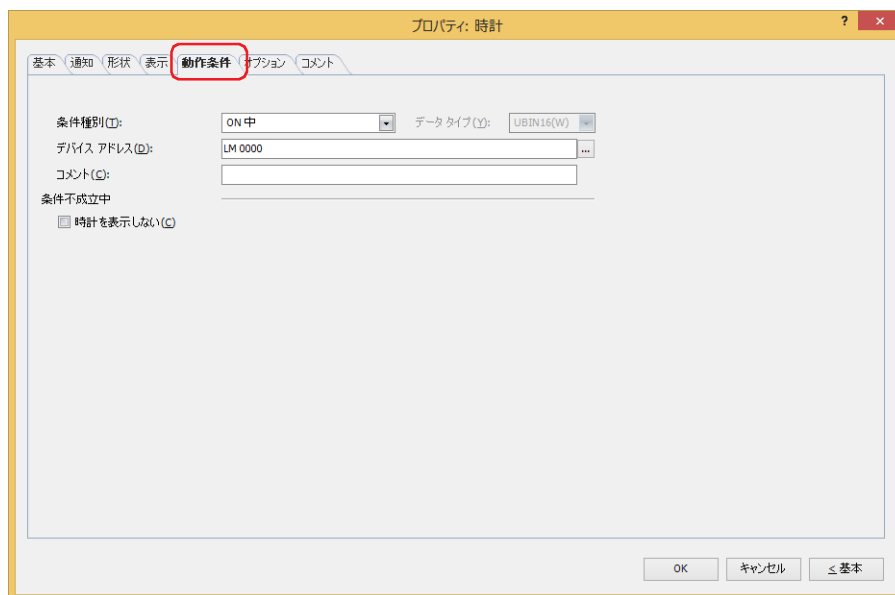 プロパティ: 時計
? ×
基本 通知 形状 表示 動作条件 オプション コメント
条件種別(T): ON 中 データ タイプ(Y): UBIN16(W)
デバイス アドレス(D): LM 0000 ...
コメント(C):
条件不成立中
時計を表示しない(C)
OK キャンセル < 基本